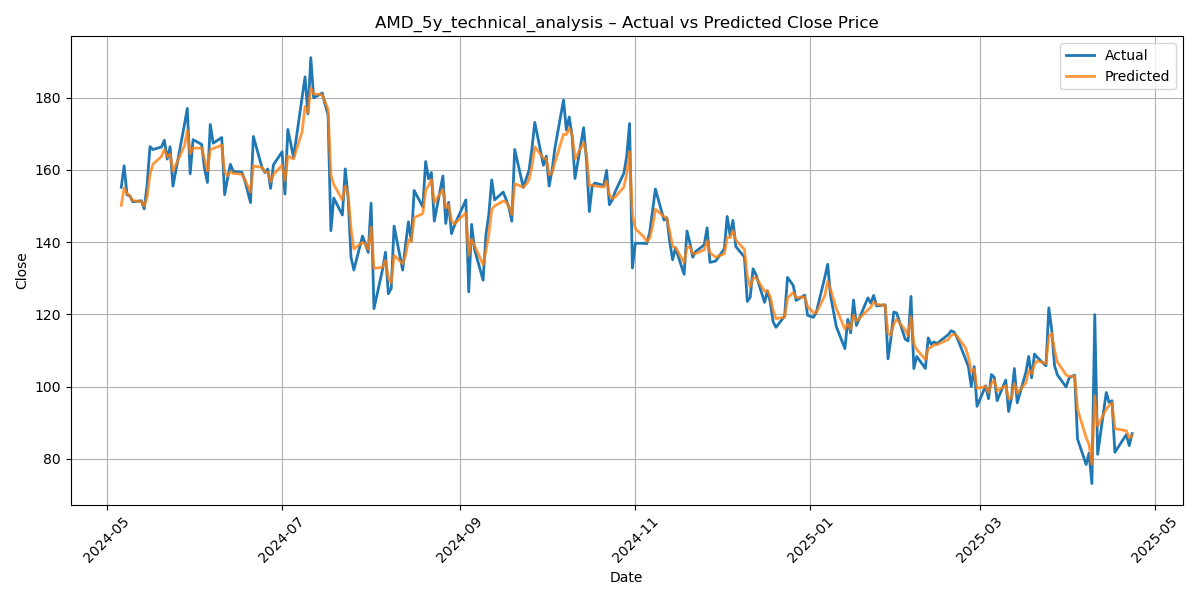 AMD_5y_technical_analysis – Actual vs Predicted Close Price
Actual
Predicted
Close
180
160
140
120
100
80
2024-05
2024-07
2024-09
2024-11
2025-01
2025-03
2025-05
Date